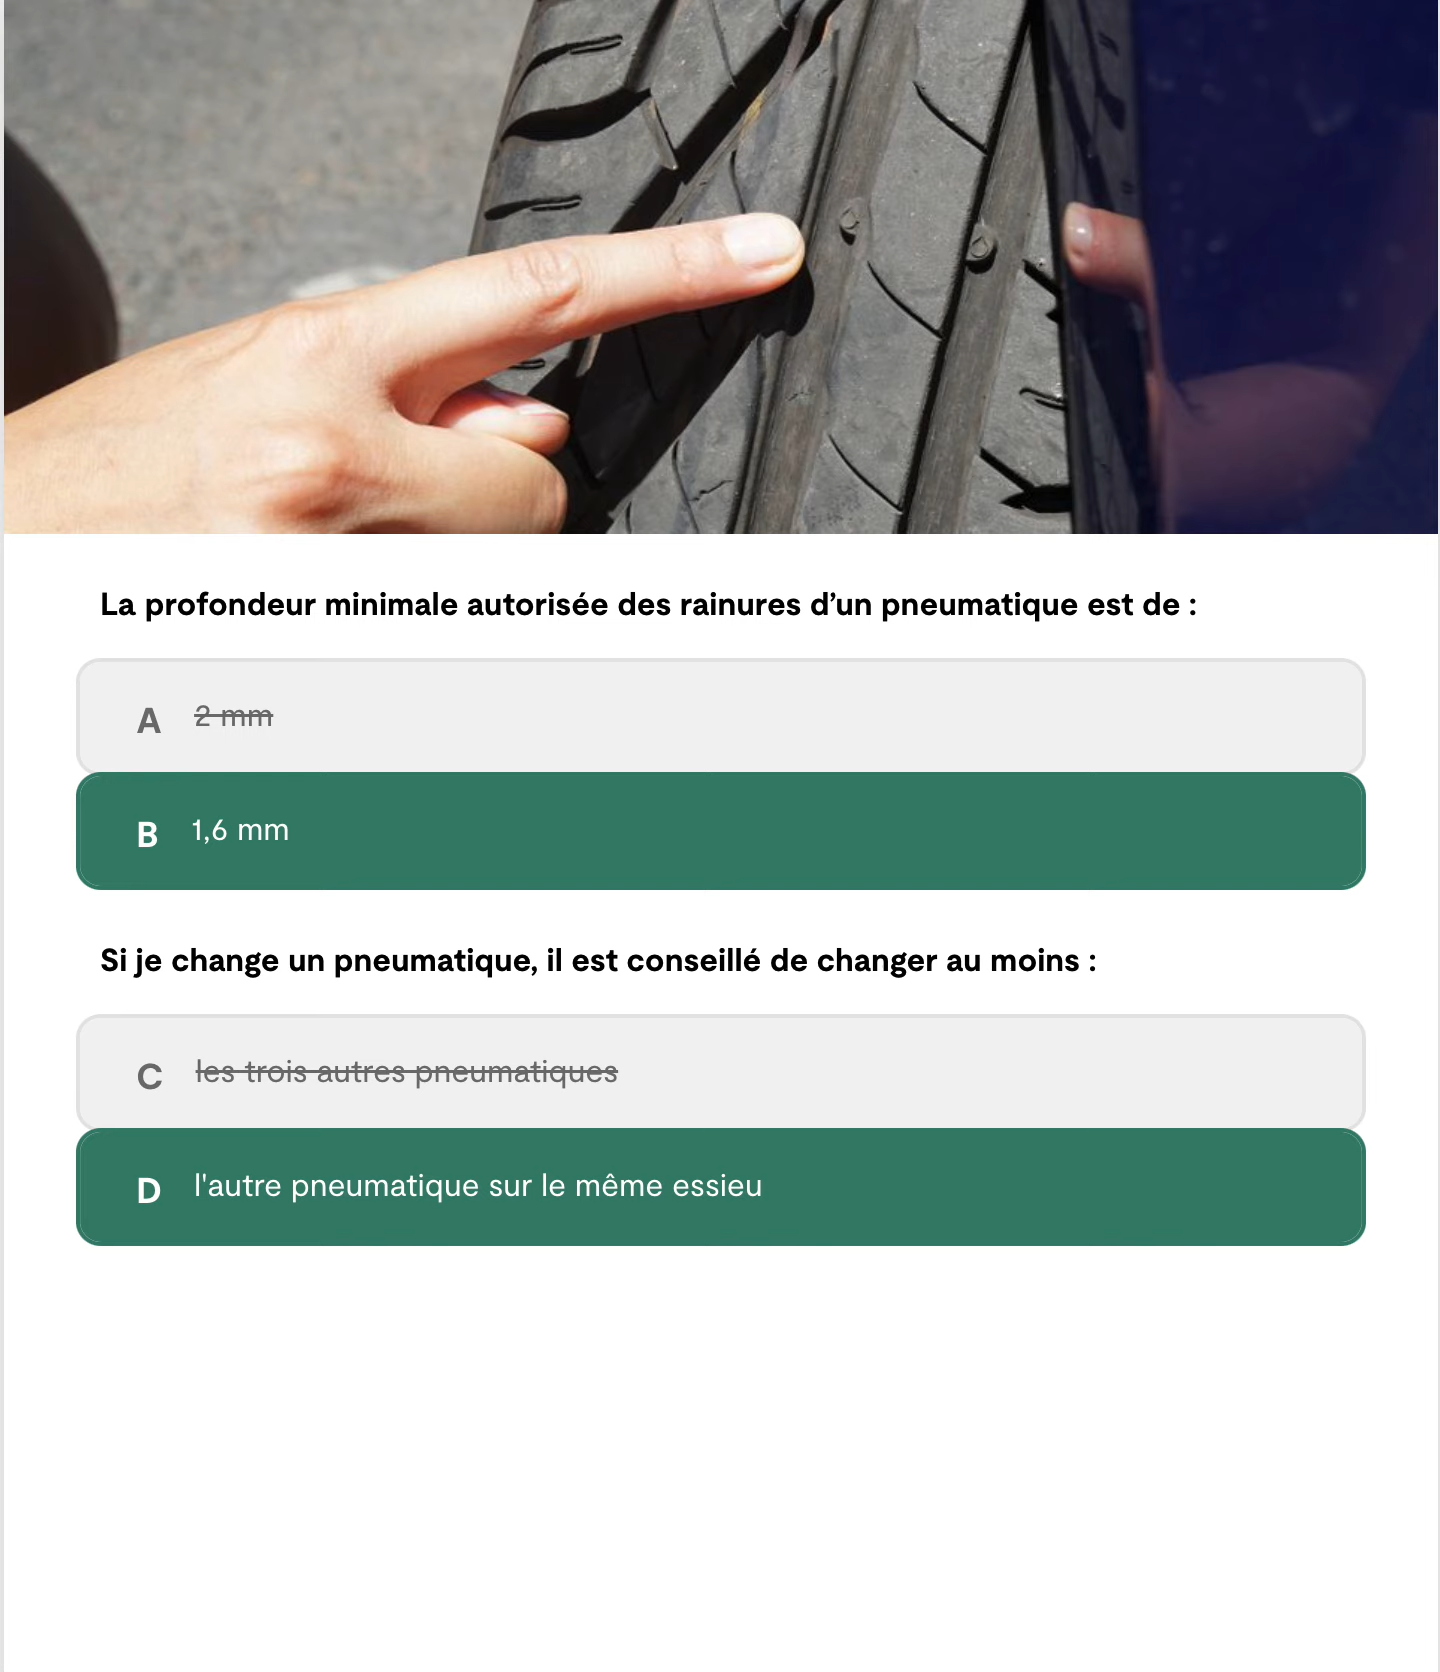 La profondeur minimale autorisée des rainures d’un pneumatique est de :
A 2 mm
B 1,6 mm
Si je change un pneumatique, il est conseillé de changer au moins :
C les trois autres pneumatiques
D l'autre pneumatique sur le même essieu